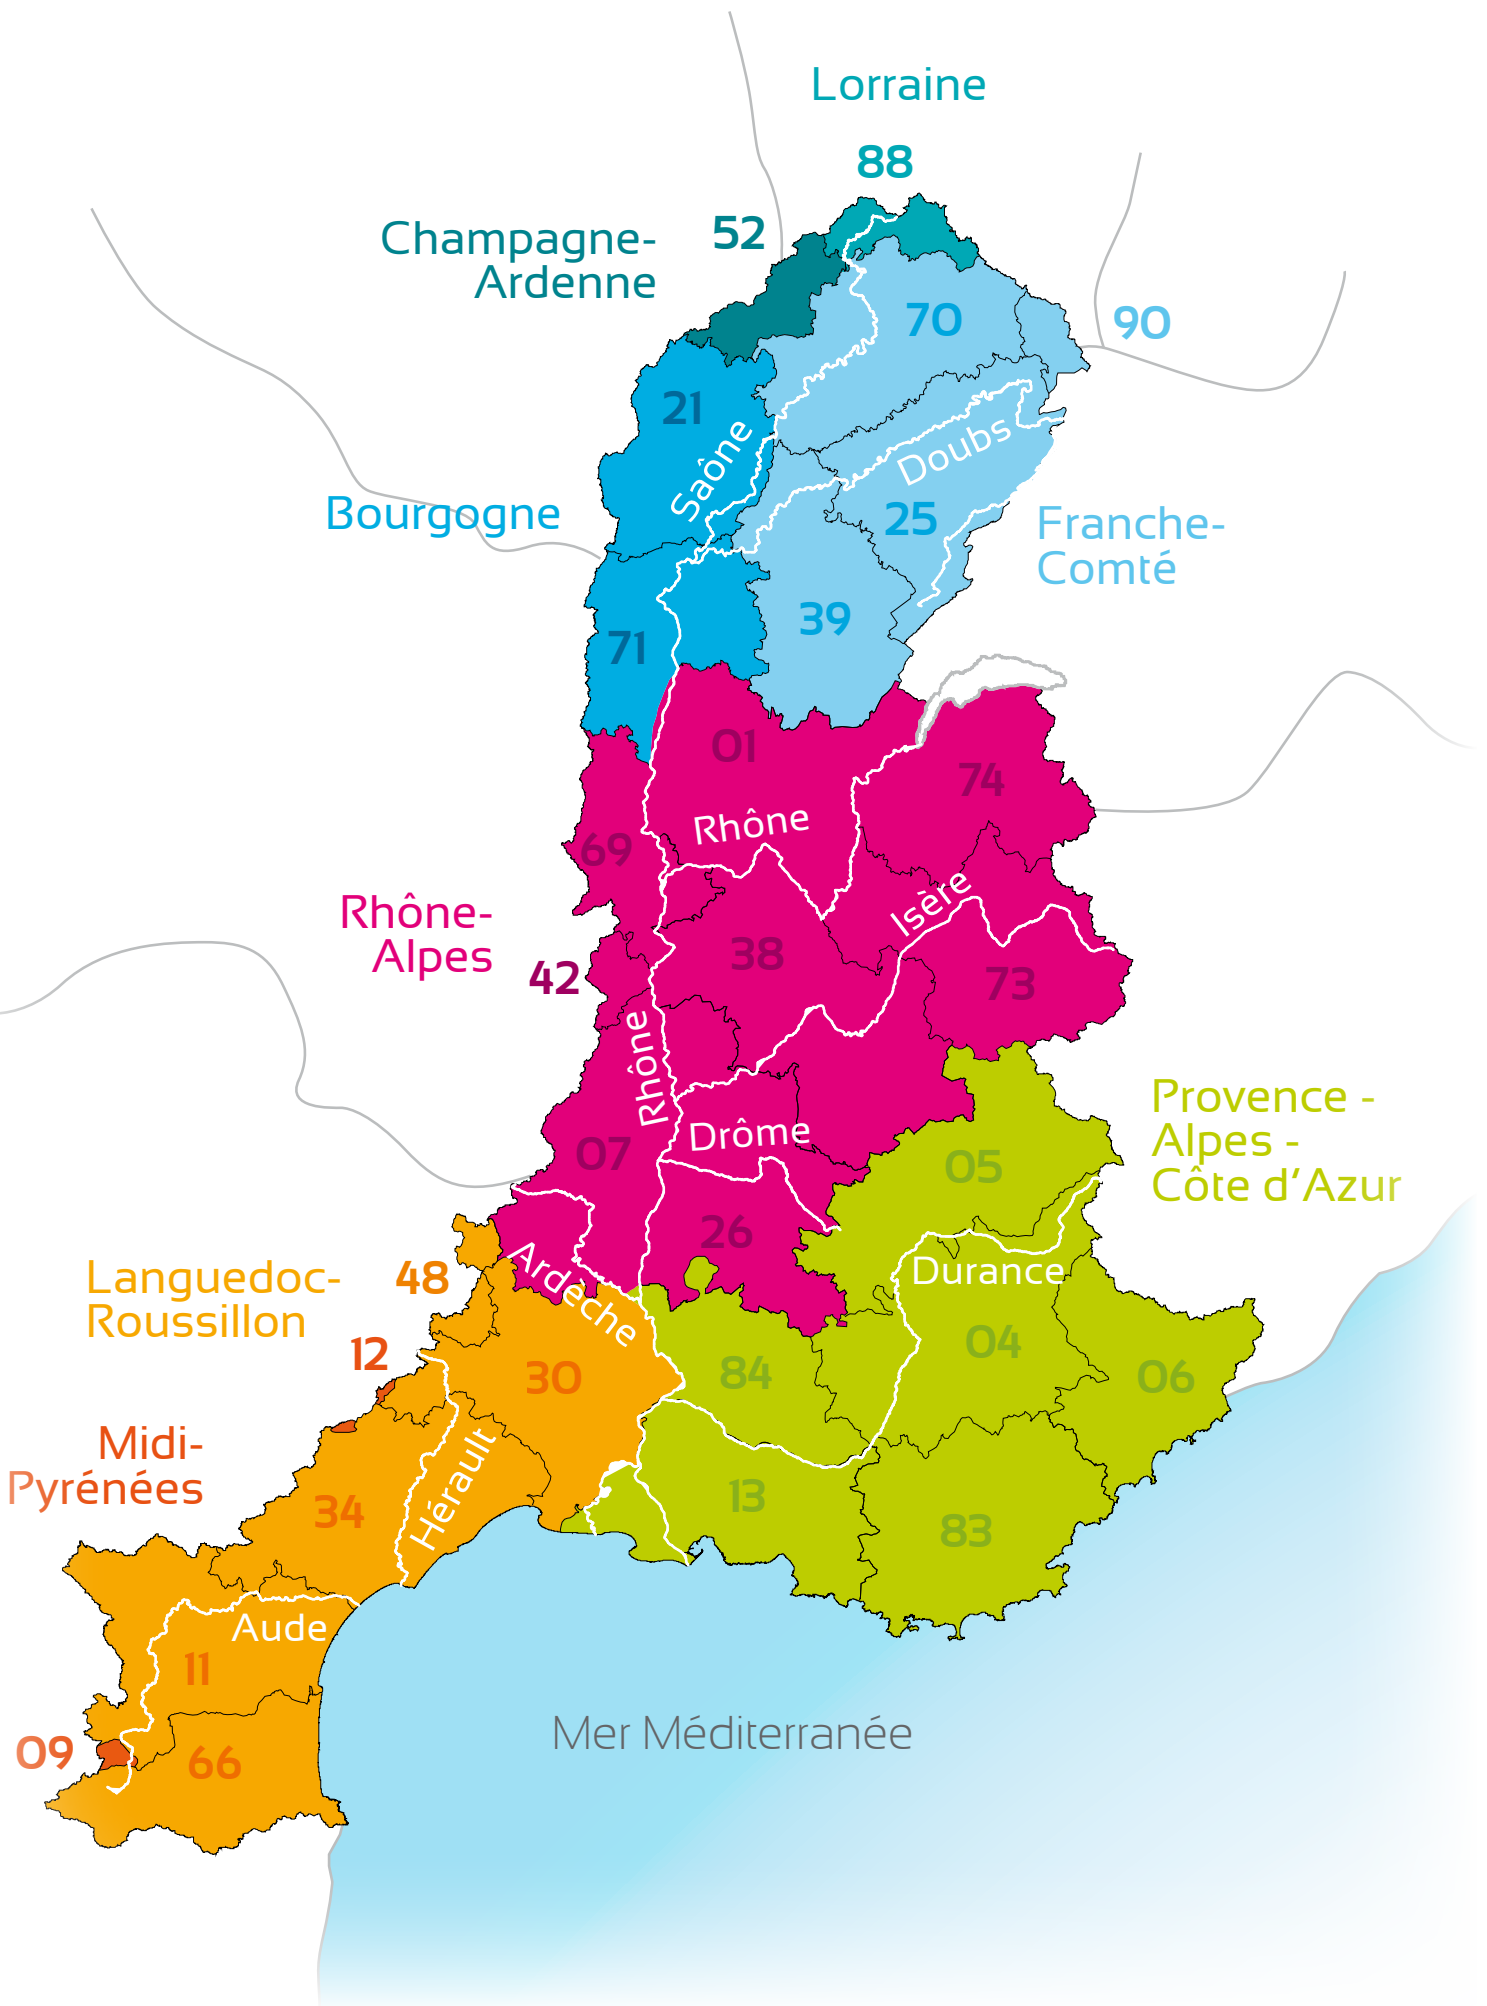 Lorraine
88
Champagne-
Ardenne
52
70
90
21
Saône
Doubs
Bourgogne
25
Franche-
Comté
39
71
01
74
Rhône
69
Isère
Rhône-
Alpes
42
38
73
Rhône
Drôme
07
Provence -
Alpes -
Côte d'Azur
05
26
Ardèche
Durance
Languedoc-
Roussillon
48
12
30
84
04
06
Midi-
Pyrénées
34
Hérault
13
83
Aude
11
09
66
Mer Méditerranée